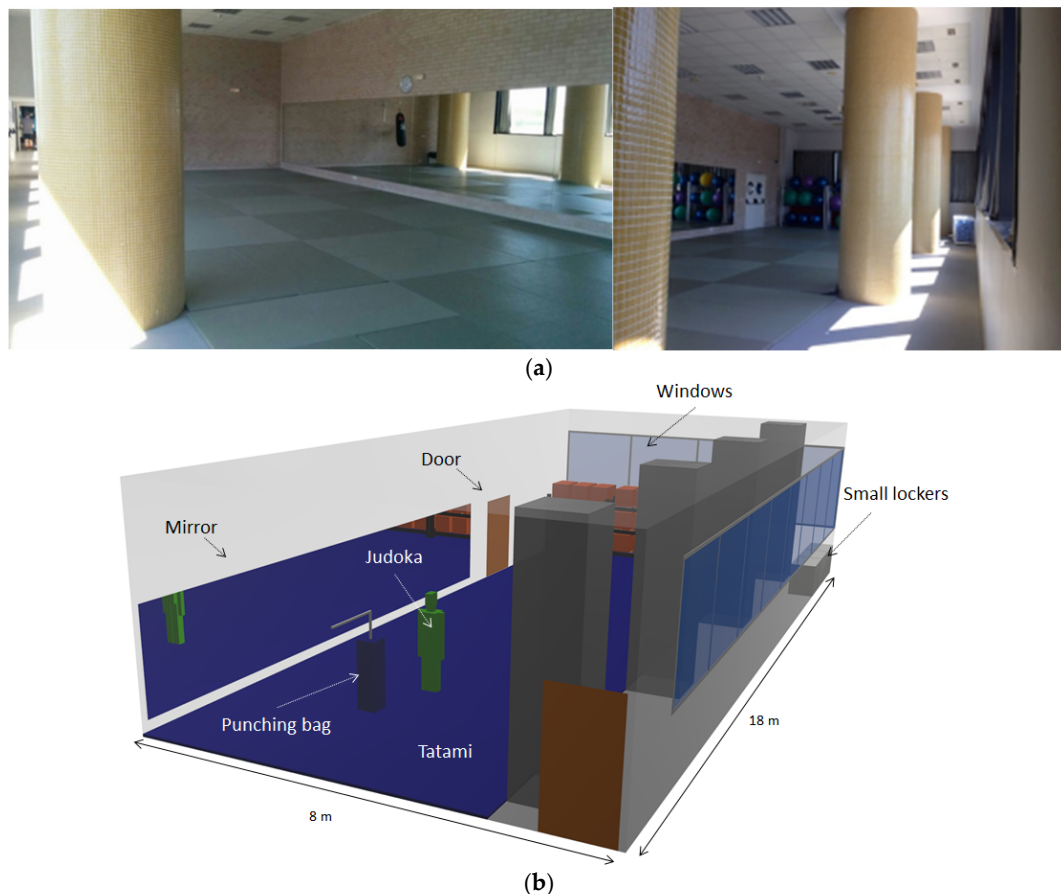 (a)
Windows
Door
Small lockers
Mirror
Judoka
Punching bag
Tatami
18 m
8 m
(b)